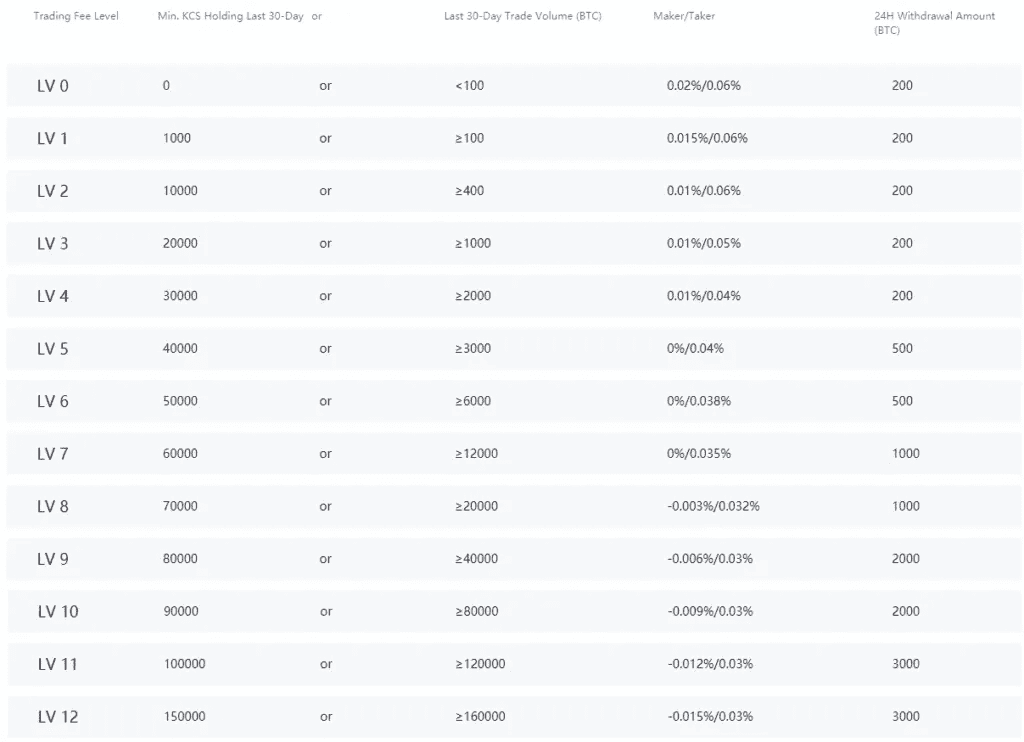 Trading Fee Level Min. KCS Holding Last 30-Day or Last 30-Day Trade Volume (BTC) Maker/Taker 24H Withdrawal Amount
(BTC)
LV 0 0 or <100 0.02%/0.06% 200
LV 1 1000 or ≥100 0.015%/0.06% 200
LV 2 10000 or ≥400 0.01%/0.06% 200
LV 3 20000 or ≥1000 0.01%/0.05% 200
LV 4 30000 or ≥2000 0.01%/0.04% 200
LV 5 40000 or ≥3000 0%/0.04% 500
LV 6 50000 or ≥6000 0%/0.038% 500
LV 7 60000 or ≥12000 0%/0.035% 1000
LV 8 70000 or ≥20000 -0.003%/0.032% 1000
LV 9 80000 or ≥40000 -0.006%/0.03% 2000
LV 10 90000 or ≥80000 -0.009%/0.03% 2000
LV 11 100000 or ≥120000 -0.012%/0.03% 3000
LV 12 150000 or ≥160000 -0.015%/0.03% 3000